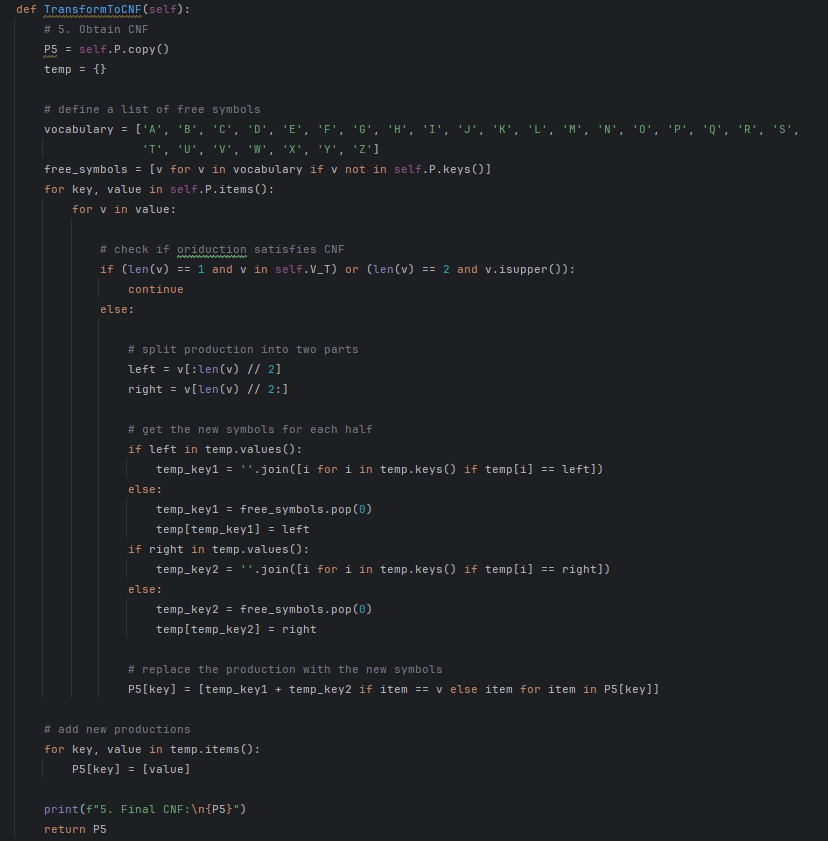 def TransformToCNF(self):
    # 5. Obtain CNF
    P5 = self.P.copy()
    temp = {}

    # define a list of free symbols
    vocabulary = ['A', 'B', 'C', 'D', 'E', 'F', 'G', 'H', 'I', 'J', 'K', 'L', 'M', 'N', 'O', 'P', 'Q', 'R', 'S',
                  'T', 'U', 'V', 'W', 'X', 'Y', 'Z']
    free_symbols = [v for v in vocabulary if v not in self.P.keys()]
    for key, value in self.P.items():
        for v in value:

            # check if oriduction satisfies CNF
            if (len(v) == 1 and v in self.V_T) or (len(v) == 2 and v.isupper()):
                continue
            else:

                # split production into two parts
                left = v[:len(v) // 2]
                right = v[len(v) // 2:]

                # get the new symbols for each half
                if left in temp.values():
                    temp_key1 = ''.join([i for i in temp.keys() if temp[i] == left])
                else:
                    temp_key1 = free_symbols.pop(0)
                    temp[temp_key1] = left
                if right in temp.values():
                    temp_key2 = ''.join([i for i in temp.keys() if temp[i] == right])
                else:
                    temp_key2 = free_symbols.pop(0)
                    temp[temp_key2] = right

                # replace the production with the new symbols
                P5[key] = [temp_key1 + temp_key2 if item == v else item for item in P5[key]]

    # add new productions
    for key, value in temp.items():
        P5[key] = [value]

    print(f"5. Final CNF:\n{P5}")
    return P5